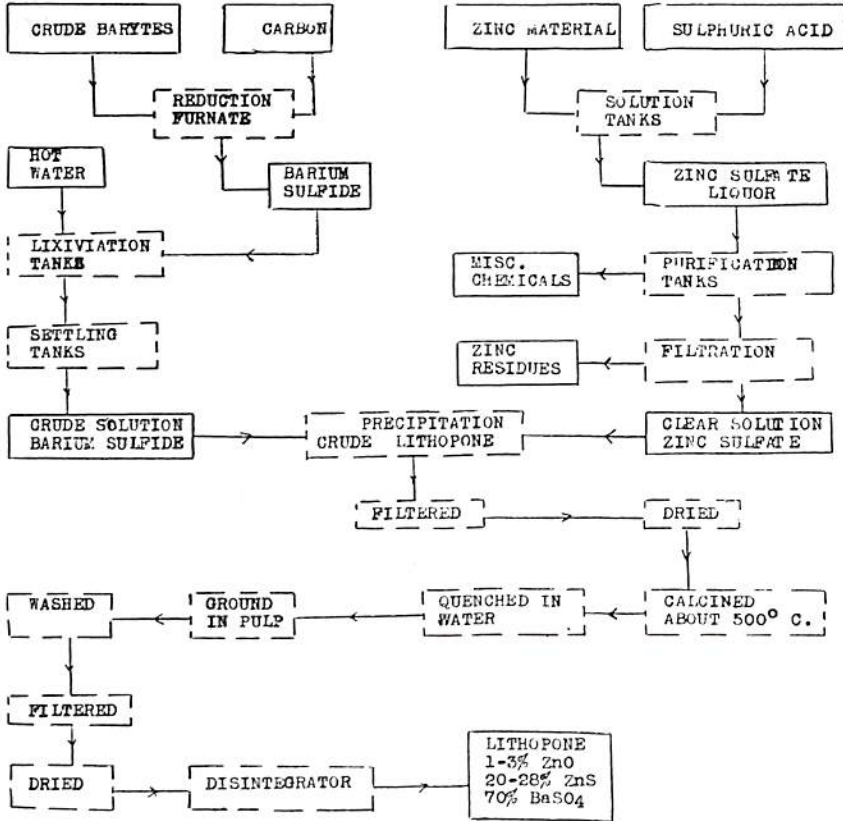 CRUDE BARYTES
CARBON
ZINC MATERIAL
SULPHURIC ACID
REDUCTION
FURNATE
SOLUTION
TANKS
HOT
WATER
BARIUM
SULFIDE
ZINC SULFATE
LIQUOR
LIXIVIATION
TANKS
MISC.
CHEMICALS
PURIFICATION
TANKS
SETTLING
TANKS
ZINC
RESIDUES
FILTRATION
CRUDE SOLUTION
BARIUM SULFIDE
PRECIPITATION
CRUDE LITHOPONE
CLEAR SOLUTION
ZINC SULFATE
FILTERED
DRIED
WASHED
GROUND
IN PULP
QUENCHED IN
WATER
CALCINED
ABOUT 500° C.
FILTERED
DRIED
DISINTEGRATOR
LITHOPONE
1-3% ZnO
20-28% ZnS
70% BaSO4